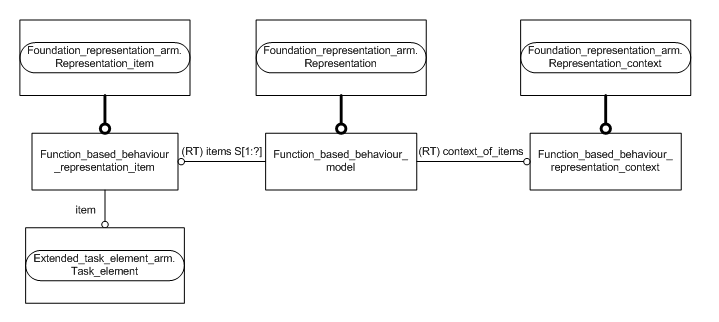 Foundation_representation_arm.
Representation_item
Foundation_representation_arm.
Representation
Foundation_representation_arm.
Representation_context
Function_based_behaviour
_representation_item
(RT) items S[1:?]
Function_based_behaviour_
model
(RT) context_of_items
Function_based_behaviour_
representation_context
item
Extended_task_element_arm.
Task_element